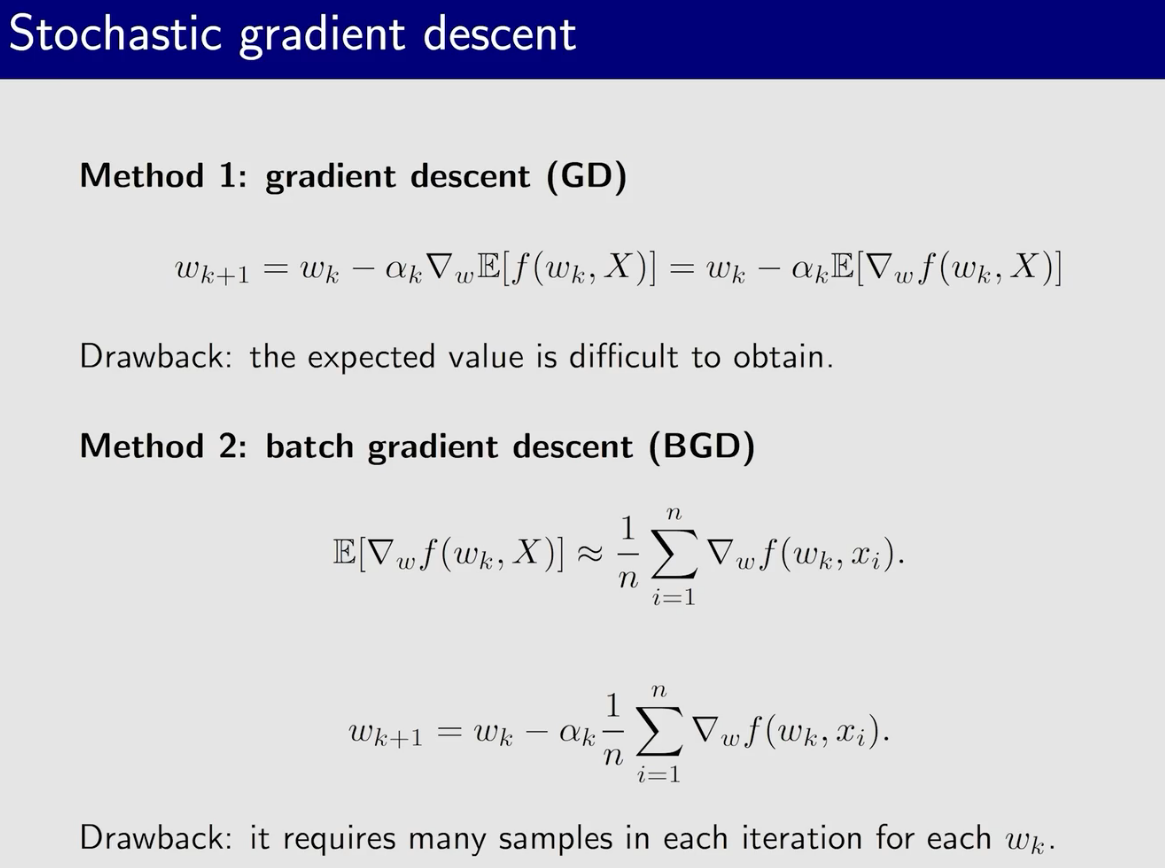 Stochastic gradient descent
Method 1: gradient descent (GD)
$w_{k+1} = w_k - \alpha_k \nabla_w \mathbb{E}[f(w_k, X)] = w_k - \alpha_k \mathbb{E}[\nabla_w f(w_k, X)]$
Drawback: the expected value is difficult to obtain.
Method 2: batch gradient descent (BGD)
$\mathbb{E}[\nabla_w f(w_k, X)] \approx \frac{1}{n} \sum_{i=1}^{n} \nabla_w f(w_k, x_i).$
$w_{k+1} = w_k - \alpha_k \frac{1}{n} \sum_{i=1}^{n} \nabla_w f(w_k, x_i).$
Drawback: it requires many samples in each iteration for each $w_k$.